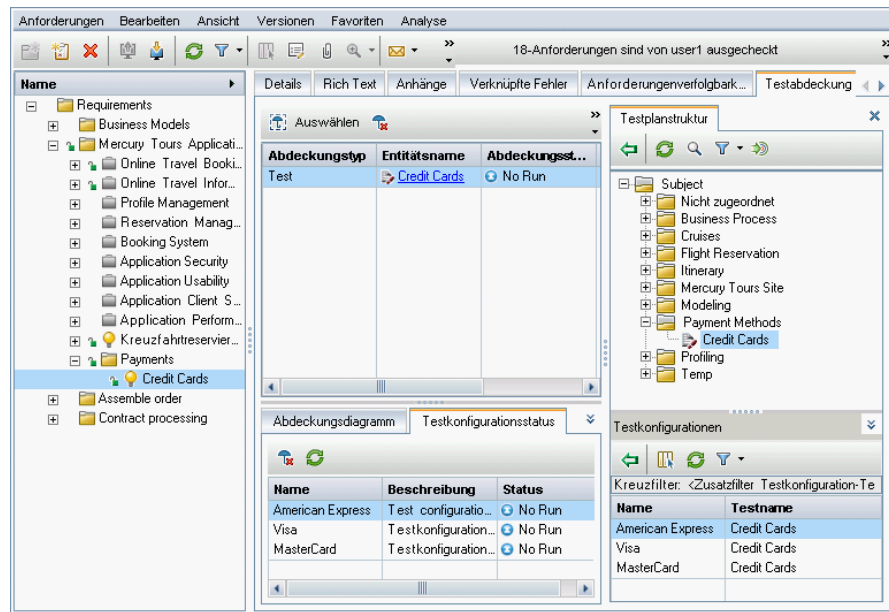 Anforderungen Bearbeiten Ansicht Versionen Favoriten Analyse
18-Anforderungen sind von user1 ausgecheckt
Name
Requirements
Business Models
Mercury Tours Applicati...
Online Travel Booki...
Online Travel Infor...
Profile Management
Reservation Manag...
Booking System
Application Security
Application Usability
Application Client S...
Application Perform...
Kreuzfahrtreservier...
Payments
Credit Cards
Assemble order
Contract processing
Details Rich Text Anhänge Verknüpfte Fehler Anforderungenverfolgbark... Testabdeckung
Auswählen
Abdeckungstyp Entitätsname Abdeckungsst...
Test Credit Cards No Run
Abdeckungsdiagramm Testkonfigurationsstatus
Name Beschreibung Status
American Express Test configuratio... No Run
Visa Testkonfiguration... No Run
MasterCard Testkonfiguration... No Run
Testplanstruktur
Subject
Nicht zugeordnet
Business Process
Cruises
Flight Reservation
Itinerary
Mercury Tours Site
Modeling
Payment Methods
Credit Cards
Profiling
Temp
Testkonfigurationen
Kreuzfilter: <Zusatzfilter Testkonfiguration-Te
Name Testname
American Express Credit Cards
Visa Credit Cards
MasterCard Credit Cards